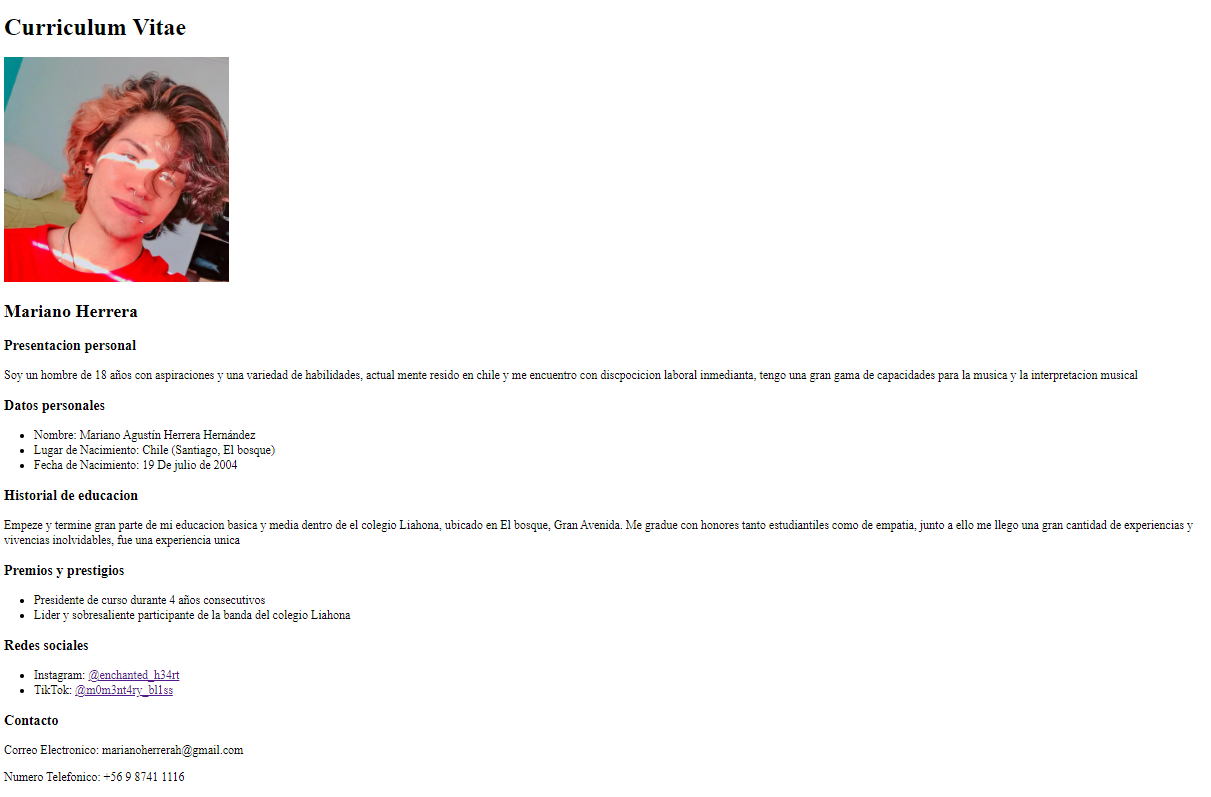 Curriculum Vitae
Mariano Herrera
Presentacion personal
Soy un hombre de 18 años con aspiraciones y una variedad de habilidades, actual mente resido en chile y me encuentro con discpocicion laboral inmedianta, tengo una gran gama de capacidades para la musica y la interpretacion musical
Datos personales
Nombre: Mariano Agustín Herrera Hernández
Lugar de Nacimiento: Chile (Santiago, El bosque)
Fecha de Nacimiento: 19 De julio de 2004
Historial de educacion
Empeze y termine gran parte de mi educacion basica y media dentro de el colegio Liahona, ubicado en El bosque, Gran Avenida. Me gradue con honores tanto estudiantiles como de empatia, junto a ello me llego una gran cantidad de experiencias y
vivencias inolvidables, fue una experiencia unica
Premios y prestigios
Presidente de curso durante 4 años consecutivos
Lider y sobresaliente participante de la banda del colegio Liahona
Redes sociales
Instagram: @enchanted_h34rt
TikTok: @m0m3nt4ry_bl1ss
Contacto
Correo Electronico: marianoherrerah@gmail.com
Numero Telefonico: +56 9 8741 1116